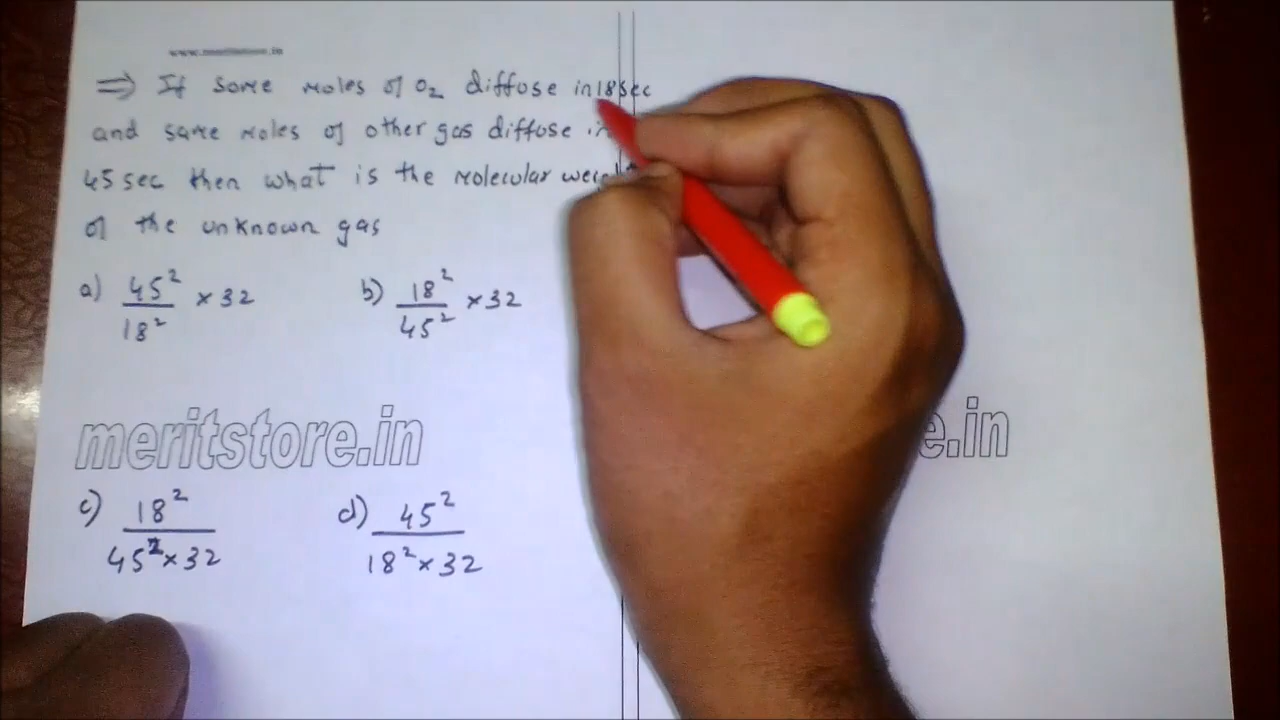 www.meritstore.in
⇒ If some moles of O₂ diffuse in 18 sec
and same moles of other gas diffuse in
45 sec then what is the molecular weight
of the unknown gas
a) 45²/18² × 32 b) 18²/45² × 32
meritstore.in e.in
c) 18²/45² × 32 d) 45²/18² × 32